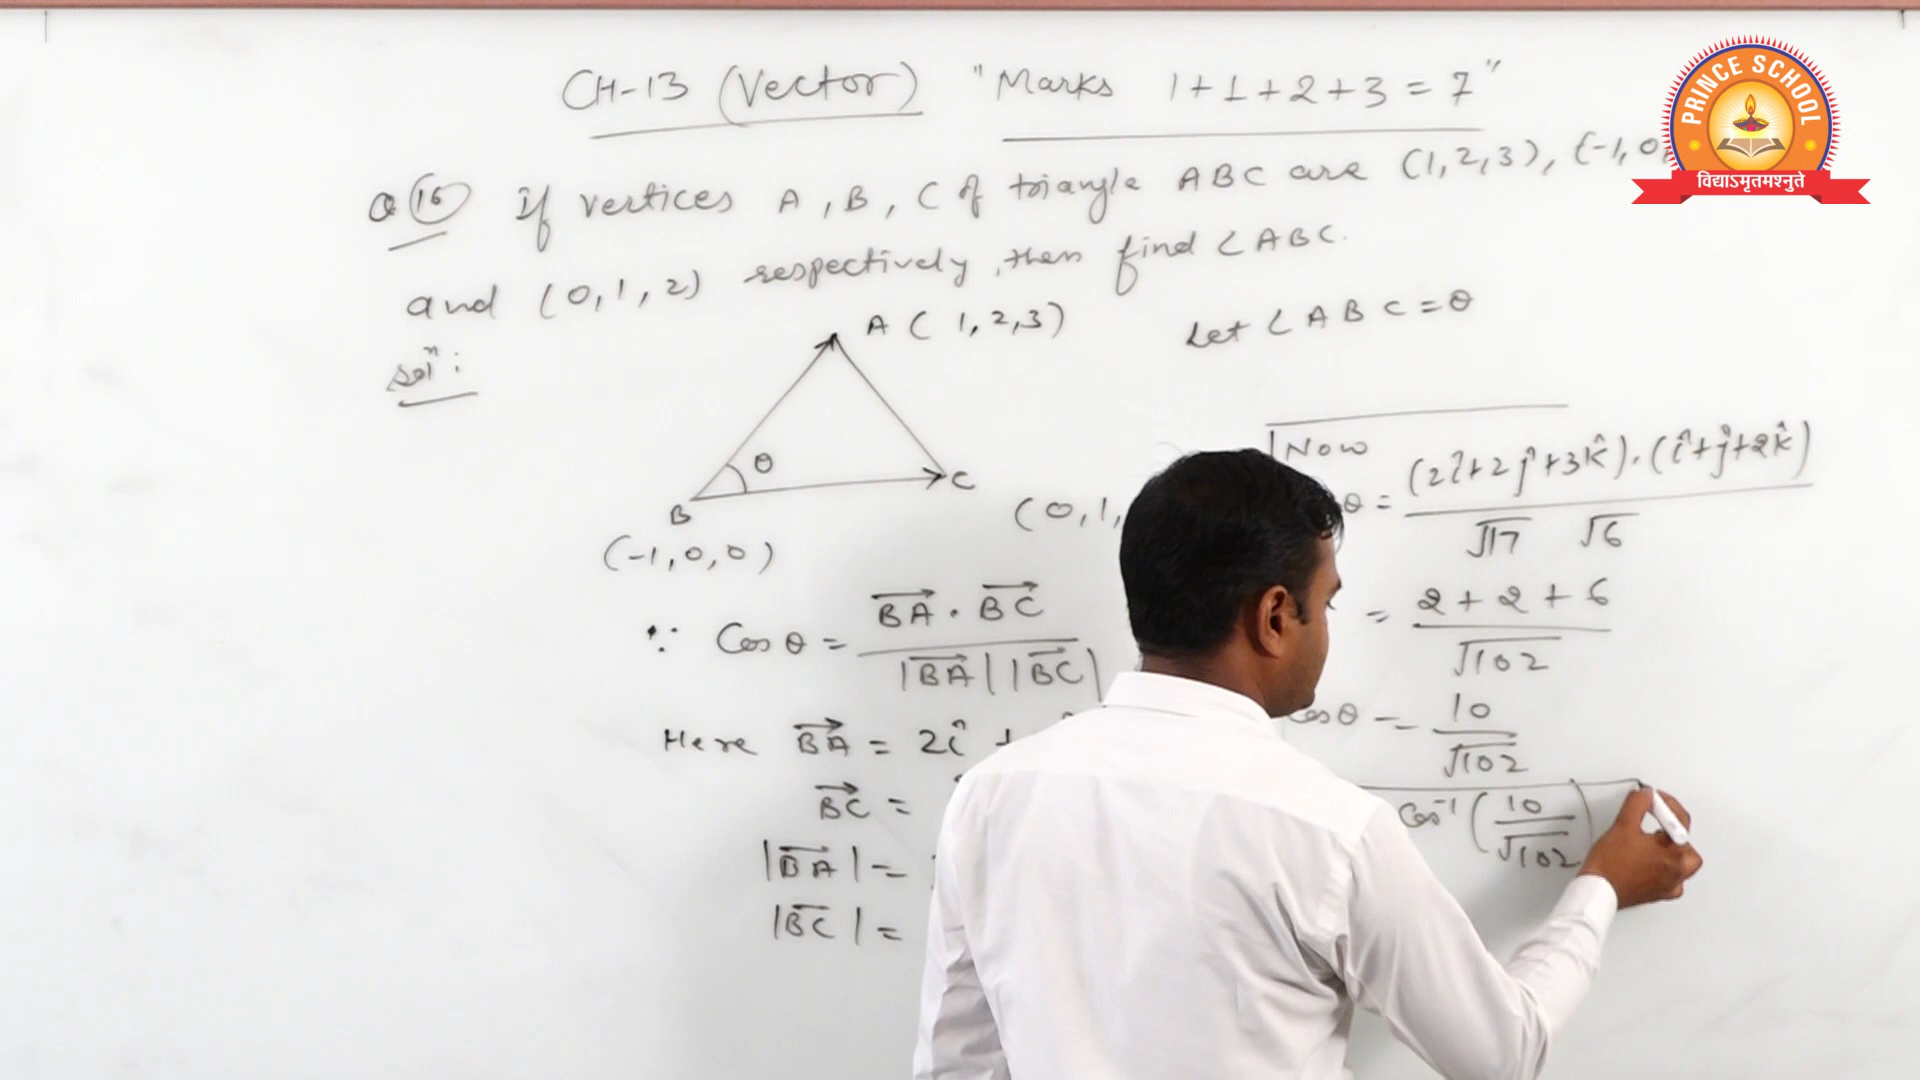 CH-13 (Vector) "Marks 1+1+2+3=7"
PRINCE SCHOOL
विद्याऽमृतमश्नुते
Q (16) if vertices A, B, C of triangle ABC are (1,2,3), (-1,0,
and (0,1,2) respectively, then find ∠ABC.
Solⁿ:
A (1,2,3)
Let ∠ABC = θ
θ
B
C
(-1,0,0)
(0,1,
∵ Cos θ = BA⃗ · BC⃗ / |BA⃗| |BC⃗|
Here BA⃗ = 2î +
BC⃗ =
|BA⃗| =
|BC⃗| =
Now
θ = (2î+2ĵ+3k̂)·(î+ĵ+2k̂) / √17 √6
= 2+2+6 / √102
Cosθ = 10 / √102
Cos⁻¹(10/√102)